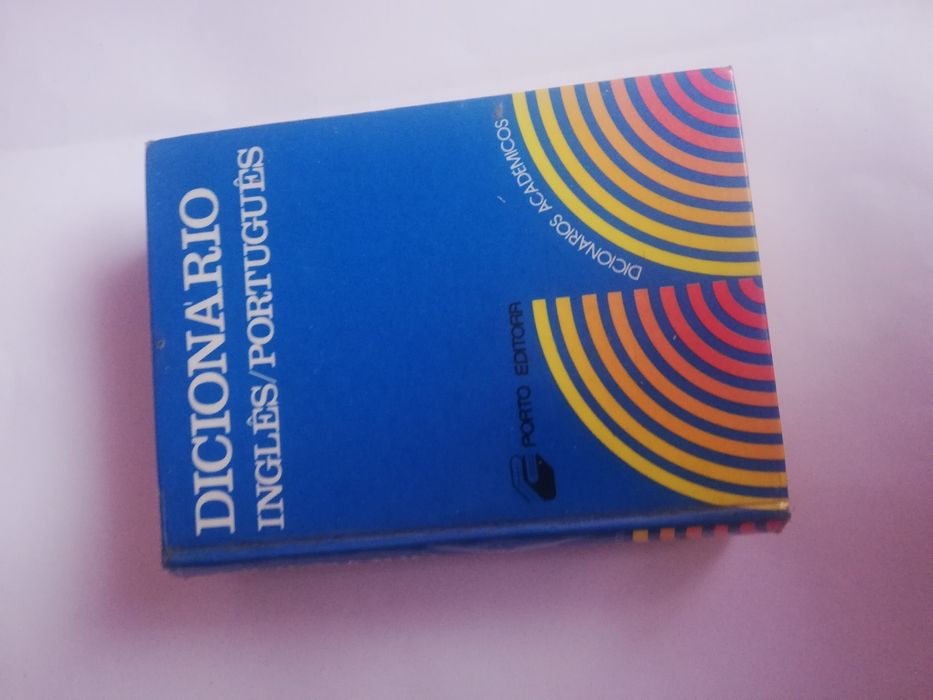 DICIONÁRIO
INGLÊS/PORTUGUÊS
DICIONÁRIOS ACADÉMICOS
PORTO EDITORA